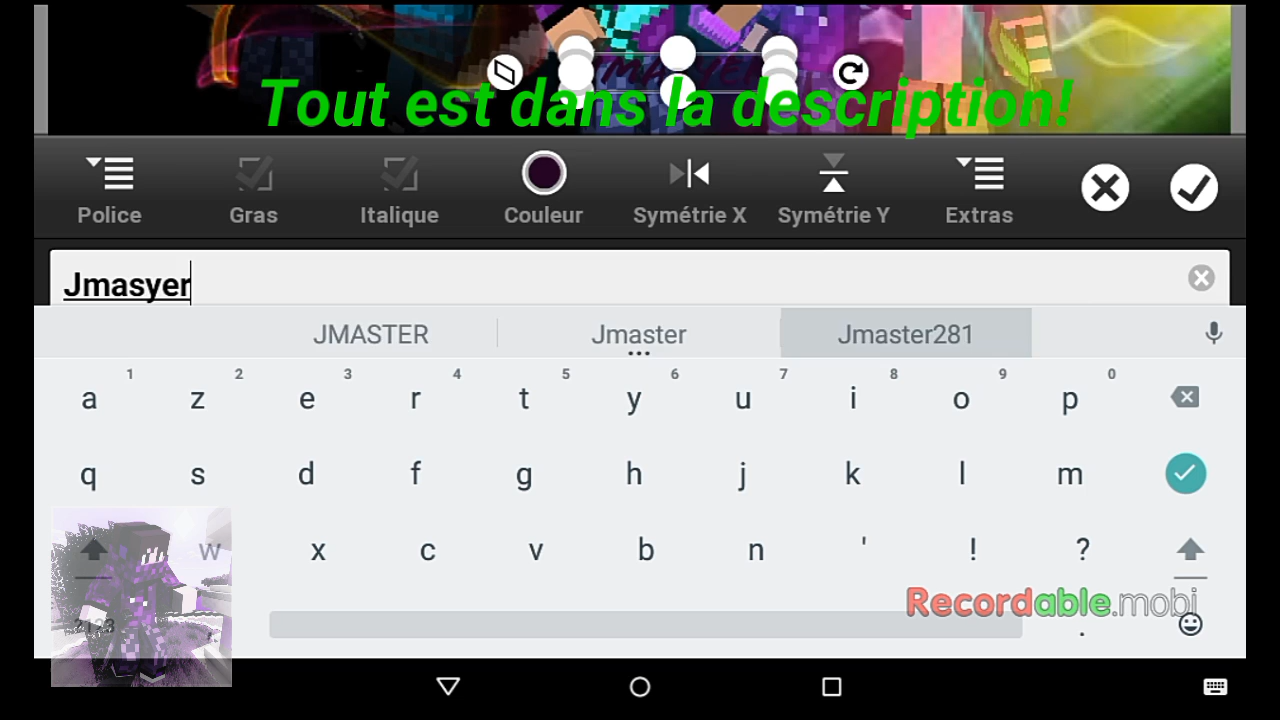 Tout est dans la description!
Police Gras Italique Couleur Symétrie X Symétrie Y Extras
Jmasyer
JMASTER Jmaster Jmaster281
1 2 3 4 5 6 7 8 9 0
a z e r t y u i o p
q s d f g h j k l m
w x c v b n ' ! ?
Recordable.mobi
?123 .